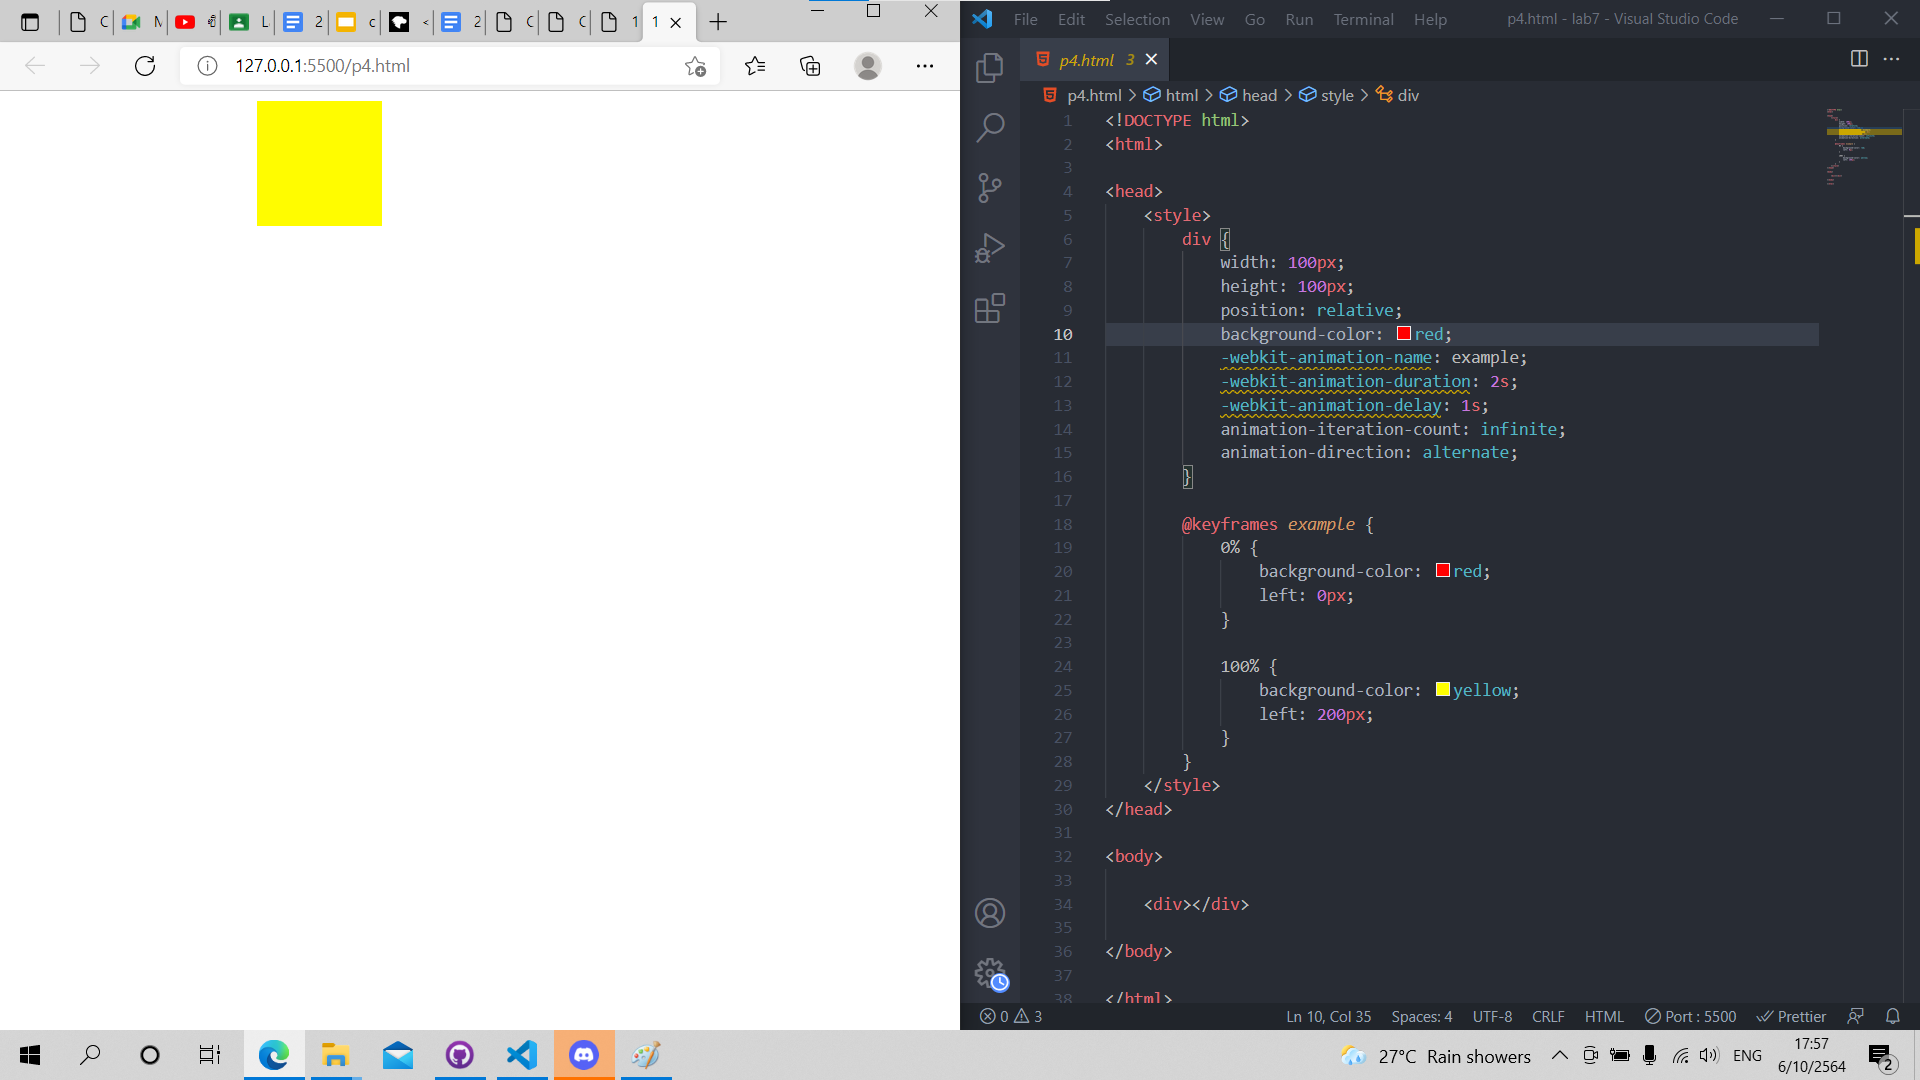 127.0.0.1:5500/p4.html
File Edit Selection View Go Run Terminal Help
p4.html - lab7 - Visual Studio Code
p4.html 3
p4.html > html > head > style > div
1 <!DOCTYPE html>
2 <html>
3
4 <head>
5 <style>
6 div {
7 width: 100px;
8 height: 100px;
9 position: relative;
10 background-color: red;
11 -webkit-animation-name: example;
12 -webkit-animation-duration: 2s;
13 -webkit-animation-delay: 1s;
14 animation-iteration-count: infinite;
15 animation-direction: alternate;
16 }
17
18 @keyframes example {
19 0% {
20 background-color: red;
21 left: 0px;
22 }
23
24 100% {
25 background-color: yellow;
26 left: 200px;
27 }
28 }
29 </style>
30 </head>
31
32 <body>
33
34 <div></div>
35
36 </body>
37
38 </html>
0 3
Ln 10, Col 35 Spaces: 4 UTF-8 CRLF HTML Port : 5500 Prettier
27°C Rain showers
ENG
17:57
6/10/2564
2